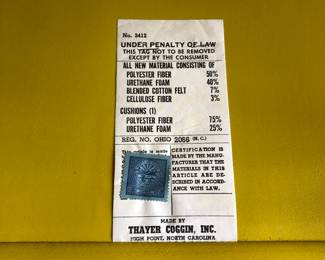 No. 3412
UNDER PENALTY OF LAW
THIS TAG NOT TO BE REMOVED
EXCEPT BY THE CONSUMER
ALL NEW MATERIAL CONSISTING OF
POLYESTER FIBER 50%
URETHANE FOAM 40%
BLENDED COTTON FELT 7%
CELLULOSE FIBER 3%
CUSHIONS (1)
POLYESTER FIBER 75%
URETHANE FOAM 25%
REG. NO. OHIO 2066 (N.C.)
CERTIFICATION IS
MADE BY THE MANU-
FACTURER THAT THE
MATERIALS IN THIS
ARTICLE ARE DE-
SCRIBED IN ACCORD-
ANCE WITH LAW.
MADE BY
THAYER COGGIN, INC.
HIGH POINT, NORTH CAROLINA